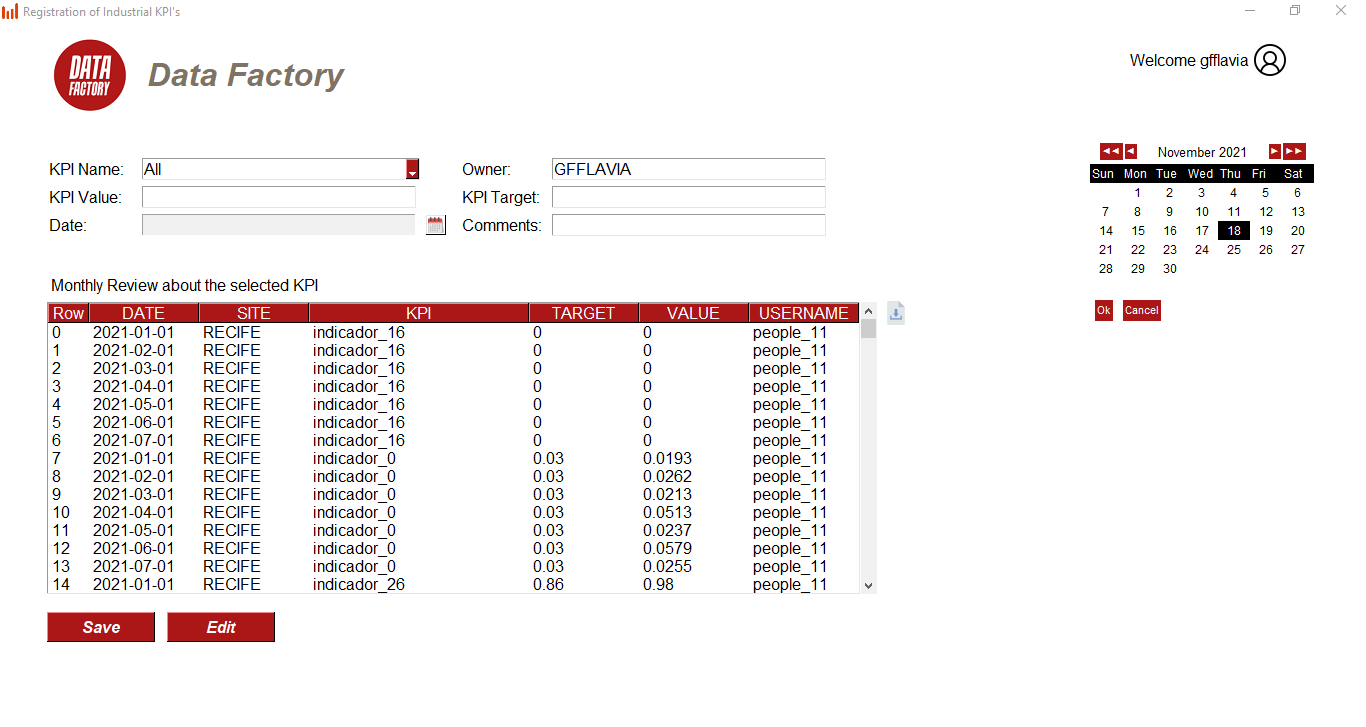 Registration of Industrial KPI's
DATA
FACTORY
Data Factory
Welcome gfflavia
KPI Name: All Owner: GFFLAVIA
KPI Value: KPI Target:
Date: Comments:
November 2021
Sun Mon Tue Wed Thu Fri Sat
1 2 3 4 5 6
7 8 9 10 11 12 13
14 15 16 17 18 19 20
21 22 23 24 25 26 27
28 29 30
Ok Cancel
Monthly Review about the selected KPI
Row DATE SITE KPI TARGET VALUE USERNAME
0 2021-01-01 RECIFE indicador_16 0 0 people_11
1 2021-02-01 RECIFE indicador_16 0 0 people_11
2 2021-03-01 RECIFE indicador_16 0 0 people_11
3 2021-04-01 RECIFE indicador_16 0 0 people_11
4 2021-05-01 RECIFE indicador_16 0 0 people_11
5 2021-06-01 RECIFE indicador_16 0 0 people_11
6 2021-07-01 RECIFE indicador_16 0 0 people_11
7 2021-01-01 RECIFE indicador_0 0.03 0.0193 people_11
8 2021-02-01 RECIFE indicador_0 0.03 0.0262 people_11
9 2021-03-01 RECIFE indicador_0 0.03 0.0213 people_11
10 2021-04-01 RECIFE indicador_0 0.03 0.0513 people_11
11 2021-05-01 RECIFE indicador_0 0.03 0.0237 people_11
12 2021-06-01 RECIFE indicador_0 0.03 0.0579 people_11
13 2021-07-01 RECIFE indicador_0 0.03 0.0255 people_11
14 2021-01-01 RECIFE indicador_26 0.86 0.98 people_11
Save Edit